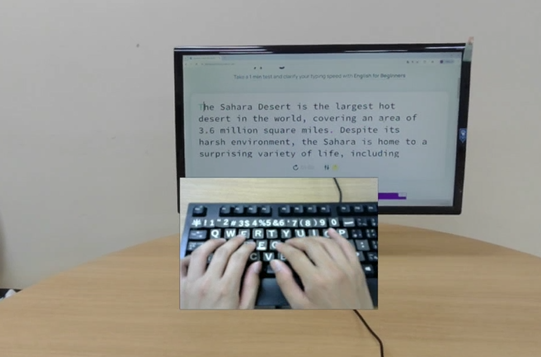 Take a 1 min test and certify your typing speed with English for Beginners
The Sahara Desert is the largest hot
desert in the world, covering an area of
3.6 million square miles. Despite its
harsh environment, the Sahara is home to a
surprising variety of life, including
Q W E R T Y U I O P